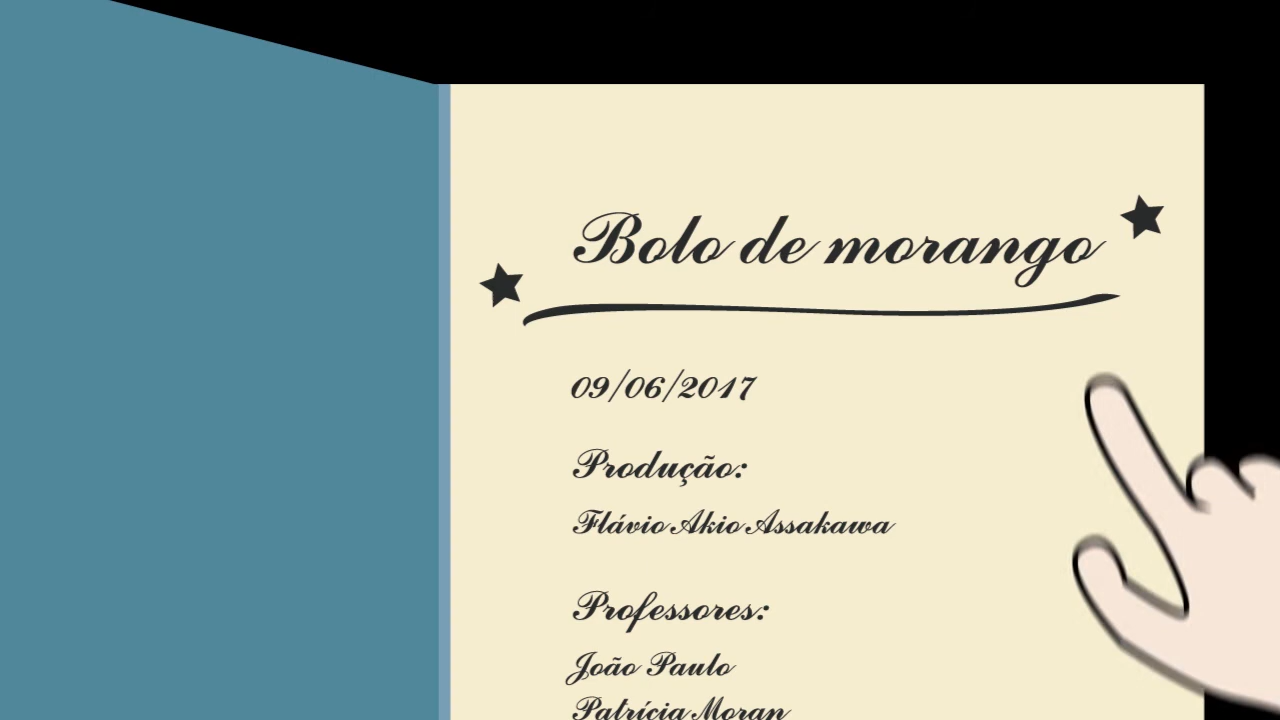 Bolo de morango
09/06/2017
Produção:
Flávio Akio Assakawa
Professores:
João Paulo
Patrícia Moran